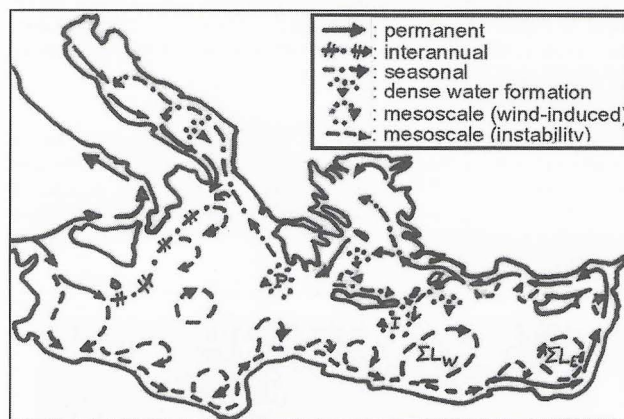 : permanent
: interannual
: seasonal
: dense water formation
: mesoscale (wind-induced)
: mesoscale (instability)
P
I
ΣLW
ΣLE